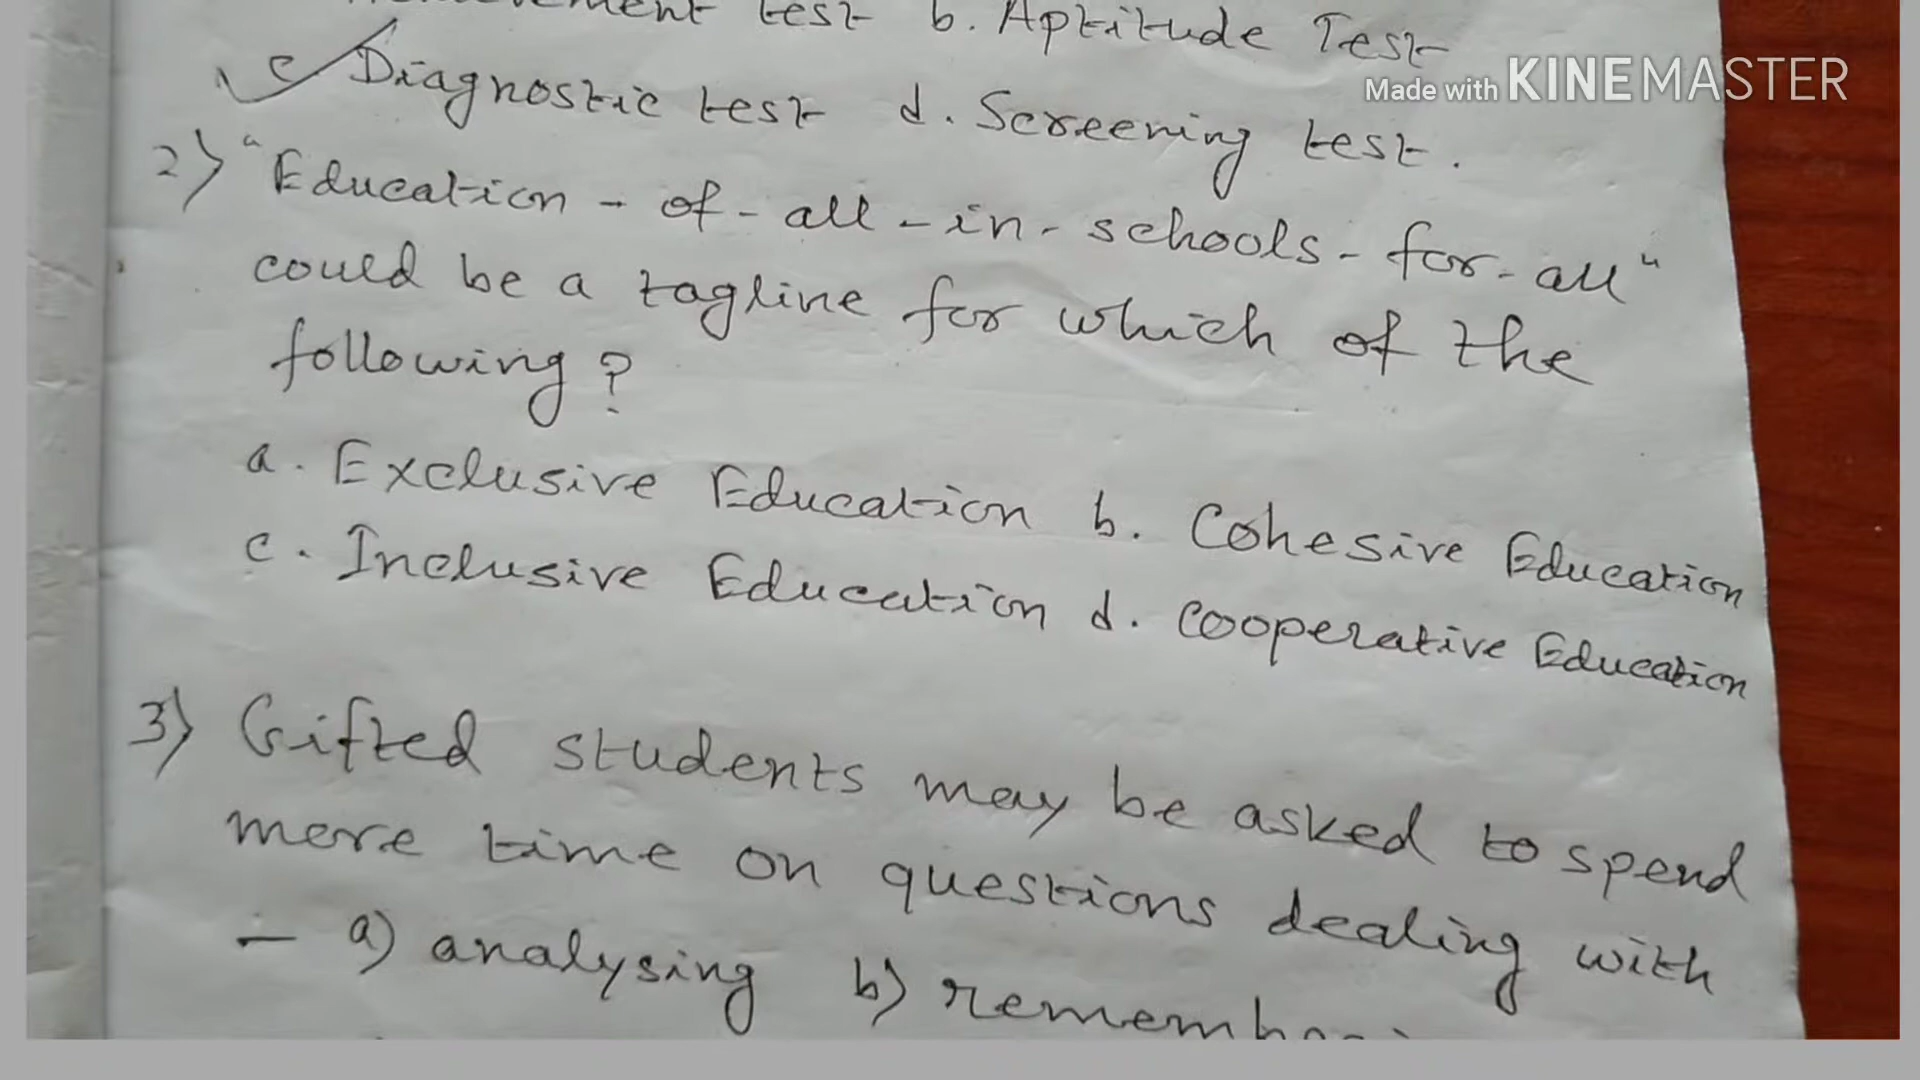 test b. Aptitude Test
c Diagnostic test d. Screening test.
Made with KINEMASTER
2) "Education - of - all - in - schools - for - all"
could be a tagline for which of the
following?
a. Exclusive Education b. Cohesive Education
c. Inclusive Education d. Cooperative Education
3) Gifted students may be asked to spend
more time on questions dealing with
- a) analysing b)